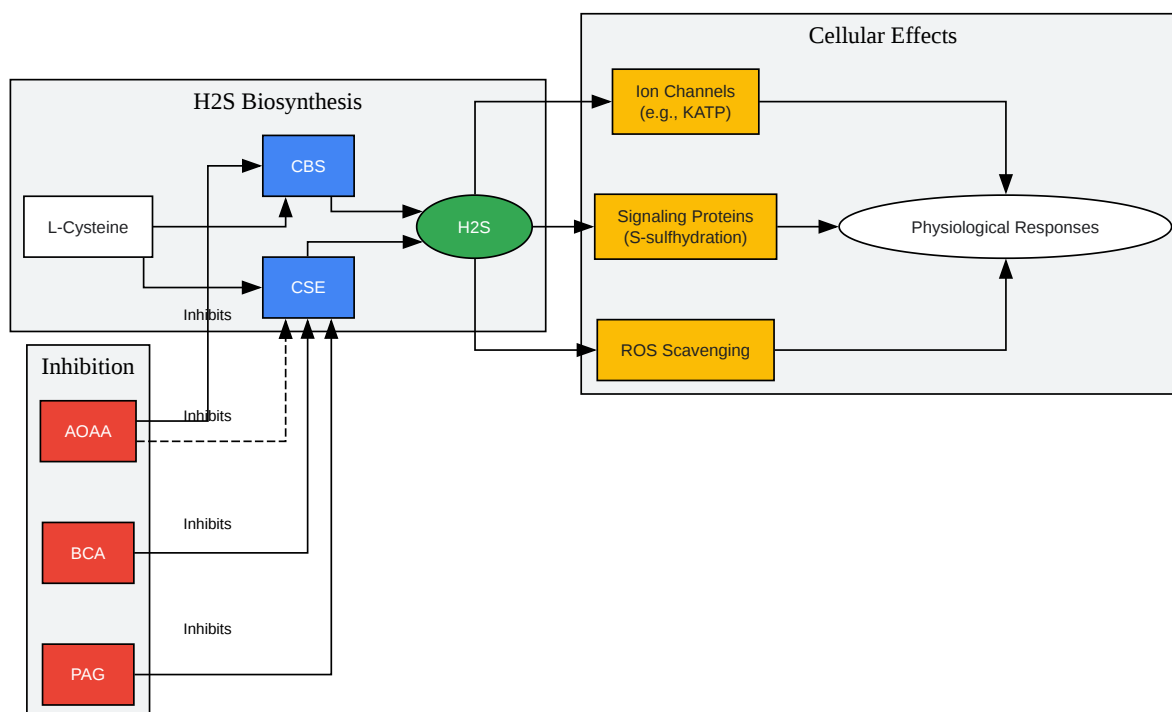 Cellular Effects
H2S Biosynthesis
Ion Channels
(e.g., KATP)
CBS
L-Cysteine
H2S
Signaling Proteins
(S-sulfhydration)
Physiological Responses
CSE
Inhibits
ROS Scavenging
Inhibition
AOAA
Inhibits
BCA
Inhibits
PAG
Inhibits